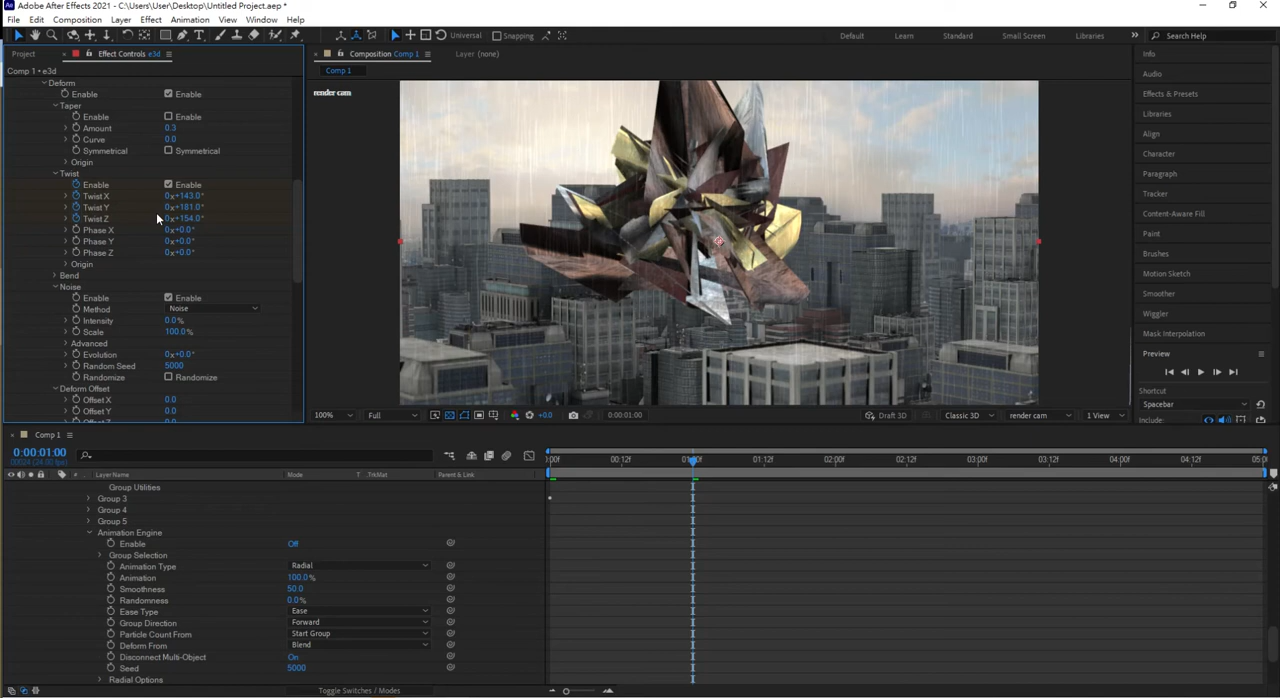 Adobe After Effects 2021 - C:\Users\User\Desktop\Untitled Project.aep *
File Edit Composition Layer Effect Animation View Window Help
Universal Snapping Default Learn Standard Small Screen Libraries Search Help
Project Effect Controls e3d Composition Comp 1 Layer (none) Info
Comp 1 • e3d Comp 1
Audio
Deform
render cam
Enable Enable Effects & Presets
Taper
Enable Enable Libraries
Amount 0.3
Curve 0.0 Align
Symmetrical Symmetrical
Origin Character
Twist Paragraph
Enable Enable
Twist X 0x+143.0° Tracker
Twist Y 0x+181.0°
Twist Z 0x+154.0° Content-Aware Fill
Phase X 0x+0.0° Paint
Phase Y 0x+0.0°
Phase Z 0x+0.0° Brushes
Origin
Bend Motion Sketch
Noise
Enable Enable Smoother
Method Noise
Intensity 0.0 % Wiggler
Scale 100.0 % Mask Interpolation
Advanced
Evolution 0x+0.0° Preview
Random Seed 5000
Randomize Randomize
Deform Offset Shortcut
Offset X 0.0 Spacebar
Offset Y 0.0
100% Full +0.0 0:00:01:00 Draft 3D Classic 3D render cam 1 View Include:
Comp 1
0:00:01:00
00024 (24.00 fps)
:00F 00:12F 01:00F 01:12F 02:00F 02:12F 03:00F 03:12F 04:00F 04:12F 05:0
# Layer Name Mode T .TrkMat Parent & Link
Group Utilities
Group 3
Group 4
Group 5
Animation Engine
Enable Off
Group Selection
Animation Type Radial
Animation 100.0 %
Smoothness 50.0
Randomness 0.0 %
Ease Type Ease
Group Direction Forward
Particle Count From Start Group
Deform From Blend
Disconnect Multi-Object On
Seed 5000
Radial Options
Toggle Switches / Modes